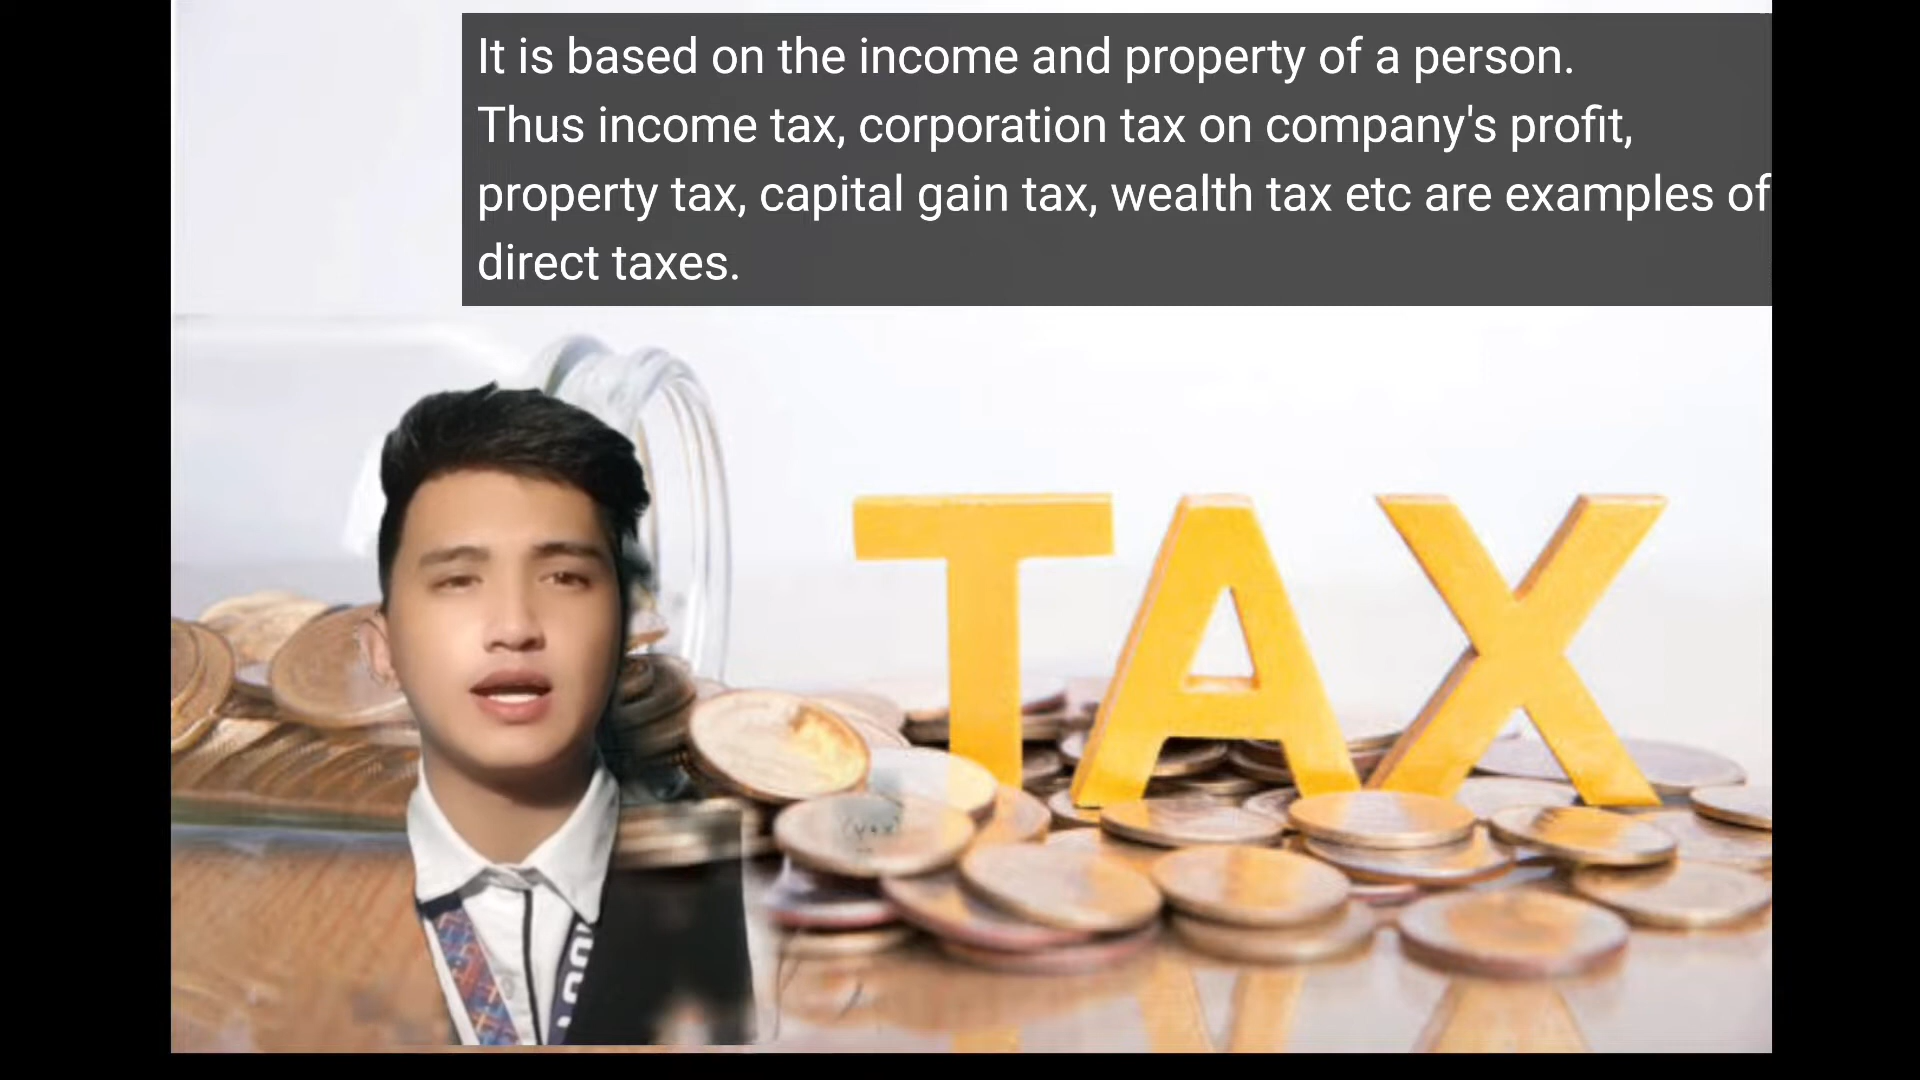 It is based on the income and property of a person.
Thus income tax, corporation tax on company's profit,
property tax, capital gain tax, wealth tax etc are examples of
direct taxes.
TAX